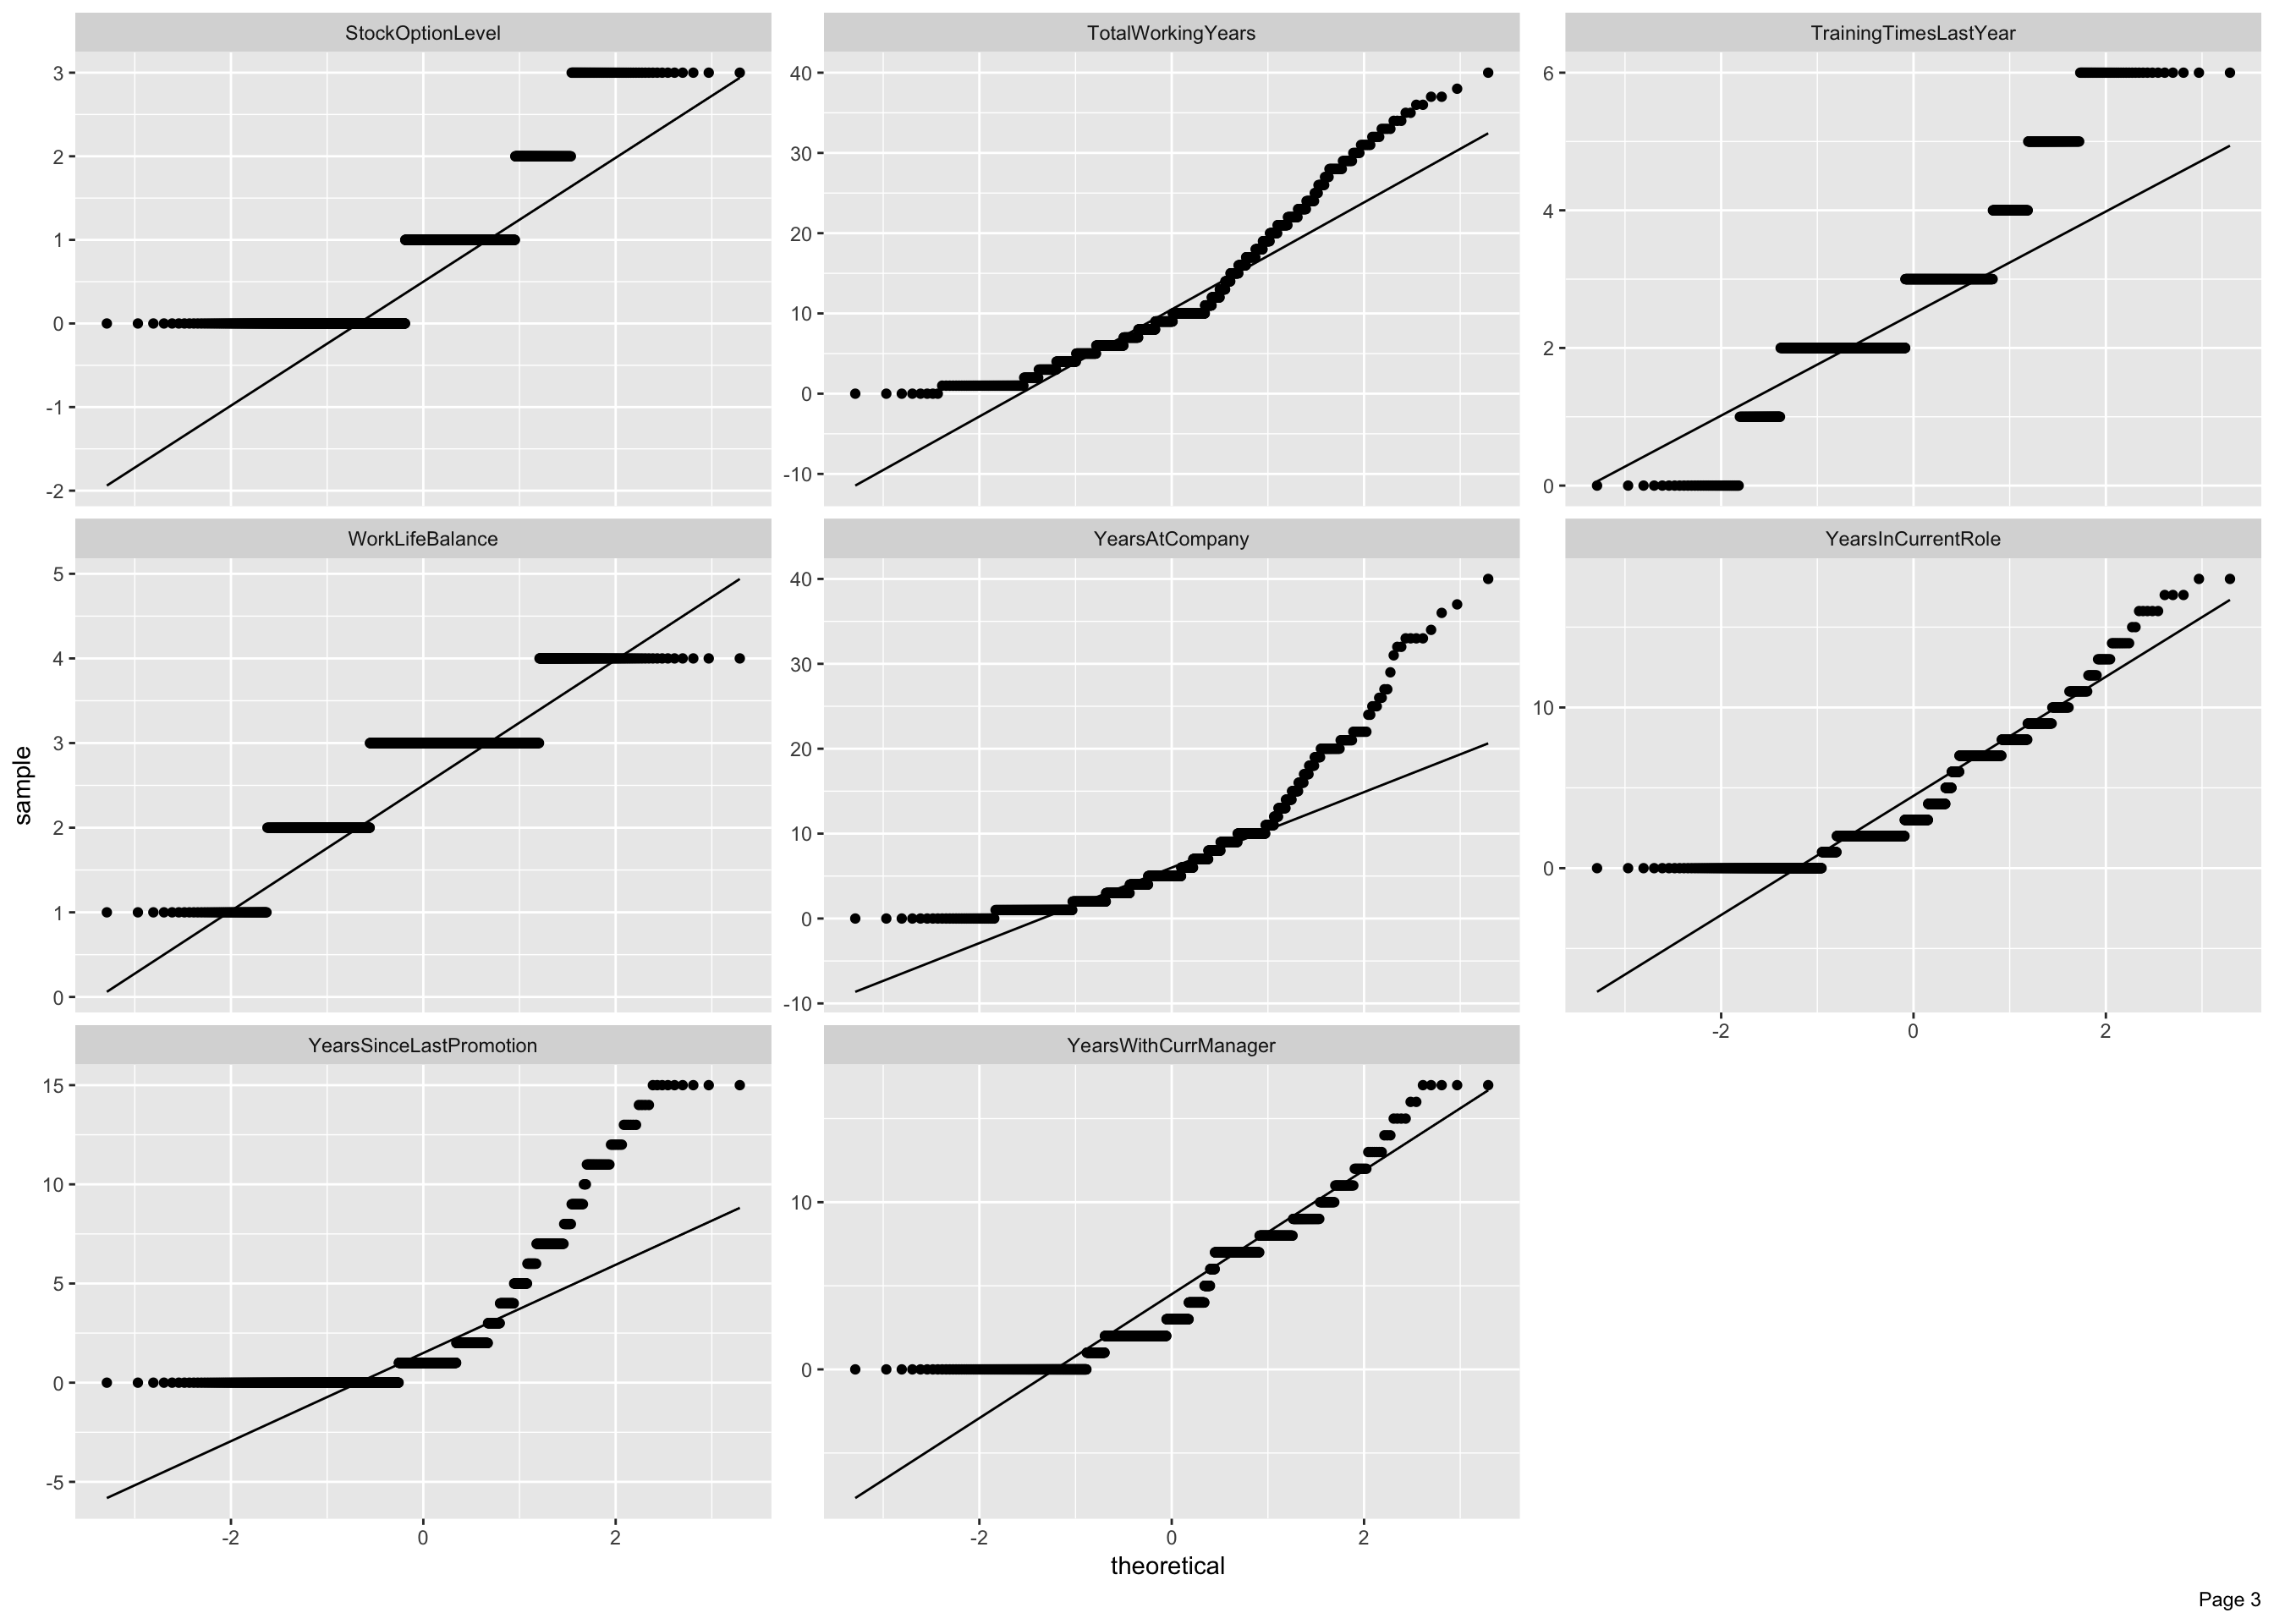 StockOptionLevel
3
2
1
0
-1
-2
TotalWorkingYears
40
30
20
10
0
-10
TrainingTimesLastYear
6
4
2
0
sample
WorkLifeBalance
5
4
3
2
1
0
YearsAtCompany
40
30
20
10
0
-10
YearsInCurrentRole
10
0
-2 0 2
YearsSinceLastPromotion
15
10
5
0
-5
-2 0 2
YearsWithCurrManager
10
0
-2 0 2
theoretical
Page 3